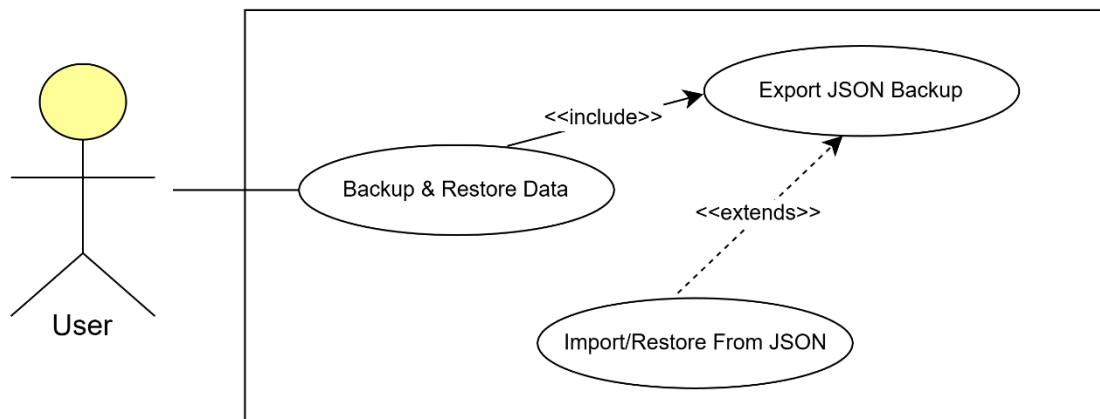 Export JSON Backup
<<include>>
Backup & Restore Data
<<extends>>
User
Import/Restore From JSON